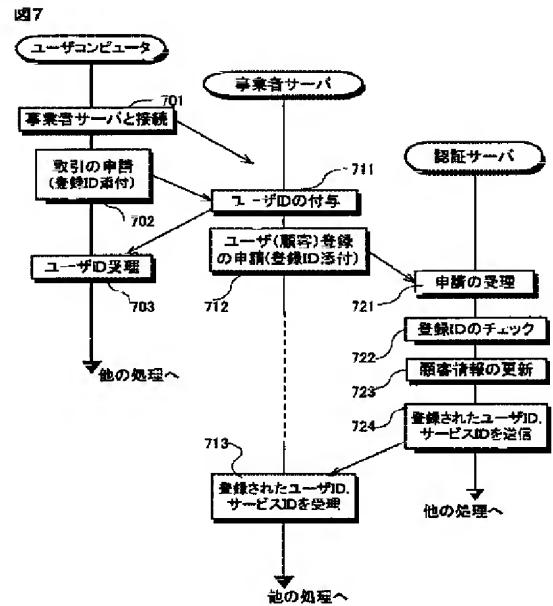 図7
ユーザコンピュータ
701
事業者サーバと接続
取引の申請
(登録ID添付)
702
ユーザID受理
703
他の処理へ
事業者サーバ
711
ユーザIDの付与
ユーザ(顧客)登録
の申請(登録ID添付)
712
713
登録されたユーザID,
サービスIDを受理
他の処理へ
認証サーバ
申請の受理
721
登録IDのチェック
722
顧客情報の更新
723
724
登録されたユーザID,
サービスIDを送信
他の処理へ